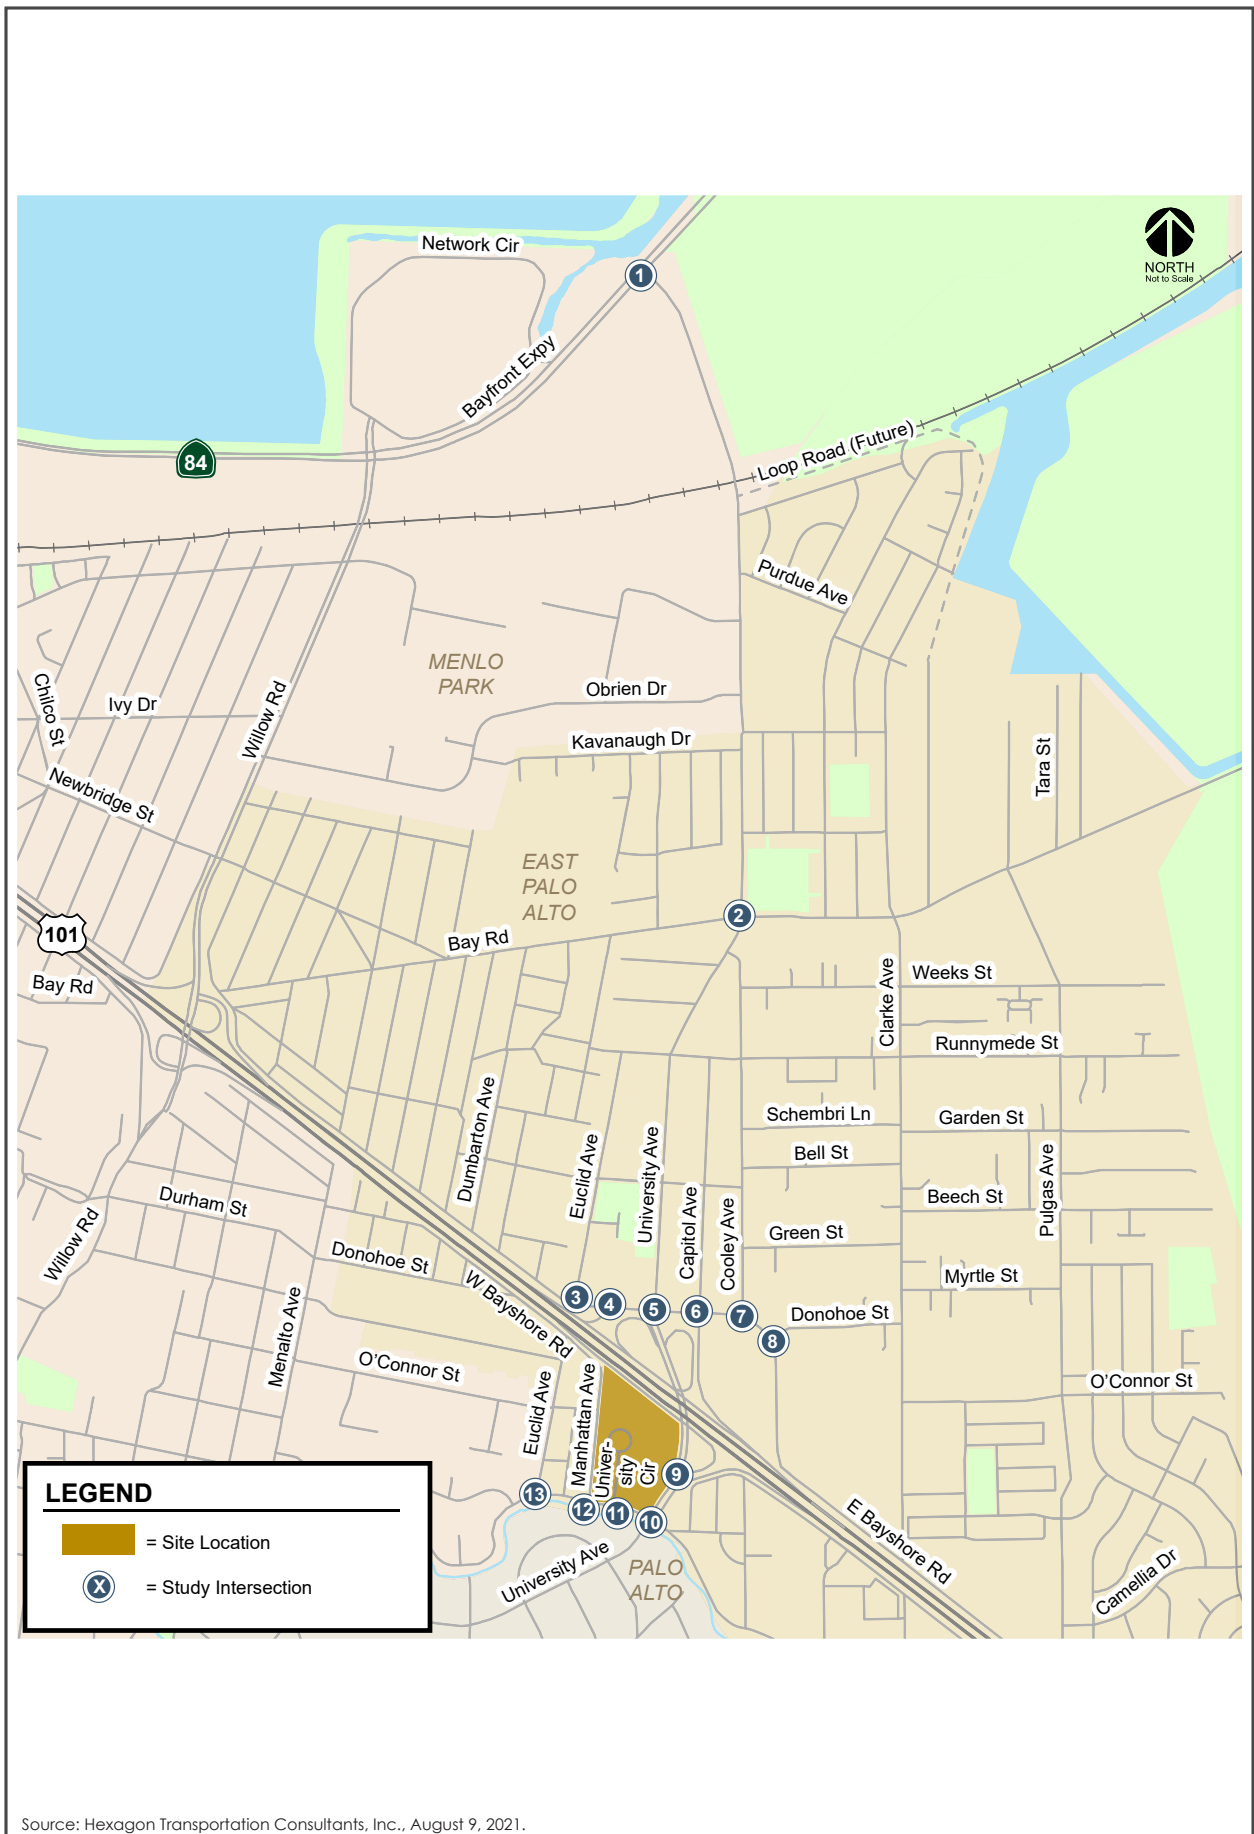 Network Cir
1
NORTH
Not to Scale
Bayfront Expy
84
Loop Road (Future)
Purdue Ave
MENLO
PARK
Obrien Dr
Chilco St
Ivy Dr
Willow Rd
Kavanaugh Dr
Tara St
Newbridge St
EAST
PALO
ALTO
2
101
Bay Rd
Bay Rd
Clarke Ave
Weeks St
Runnymede St
Dumbarton Ave
Schembri Ln
Garden St
Euclid Ave
University Ave
Bell St
Pulgas Ave
Durham St
Capitol Ave
Cooley Ave
Beech St
Willow Rd
Donohoe St
Green St
Myrtle St
W Bayshore Rd
3
4
5
6
7
8
Donohoe St
Menalto Ave
O'Connor St
O'Connor St
Euclid Ave
Manhattan Ave
Univer-
sity
Cir
9
13
12
11
10
University Ave
PALO
ALTO
E Bayshore Rd
Camellia Dr
LEGEND
= Site Location
X = Study Intersection
Source: Hexagon Transportation Consultants, Inc., August 9, 2021.